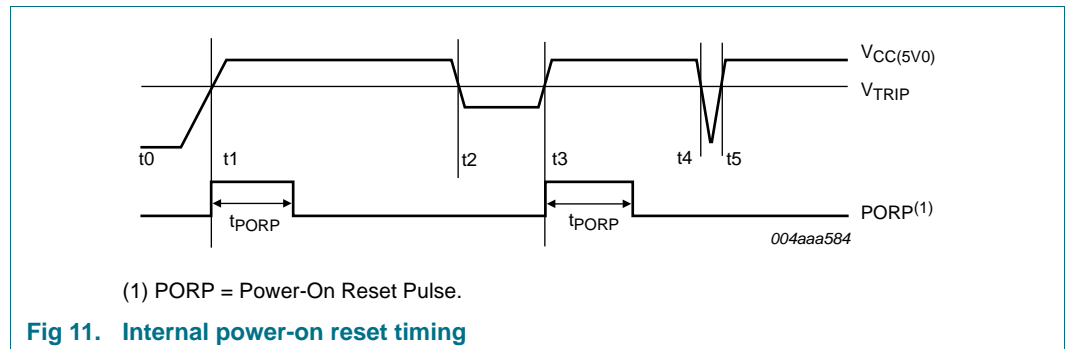 VCC(5V0)
VTRIP
t0 t1 t2 t3 t4 t5
tPORP tPORP PORP(1)
004aaa584
(1) PORP = Power-On Reset Pulse.
Fig 11. Internal power-on reset timing